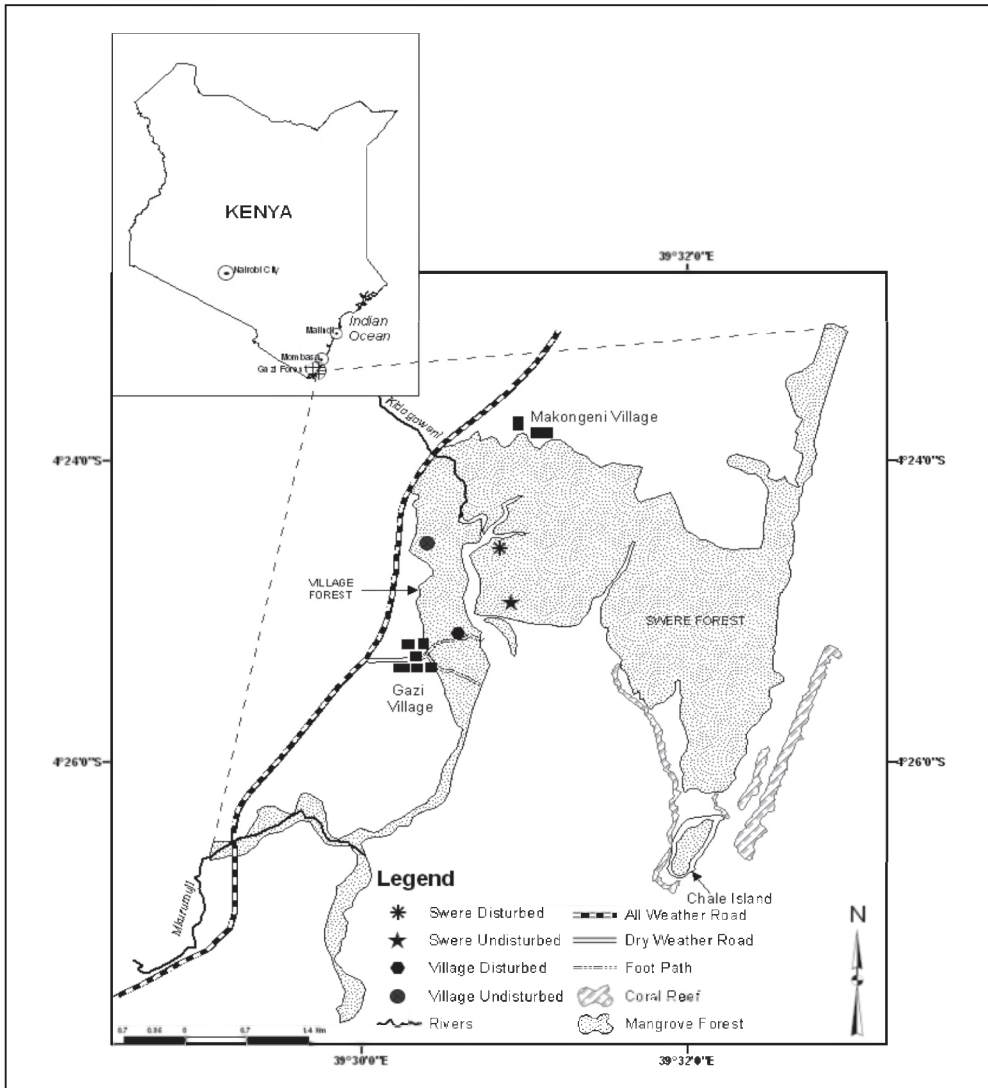 KENYA
Nairobi City
Indian
Ocean
Malindi
Mombasa
Gazi Forest
39°32'0"E
Kidogoweni
Makongeni Village
4°24'0"S
4°24'0"S
VILLAGE
FOREST
SWERE FOREST
Gazi
Village
4°26'0"S
4°26'0"S
Chale Island
Legend
Swere Disturbed
Swere Undisturbed
Village Disturbed
Village Undisturbed
Rivers
All Weather Road
Dry Weather Road
Foot Path
Coral Reef
Mangrove Forest
N
0.7 0.35 0 0.7 1.4 Km
39°30'0"E
39°32'0"E